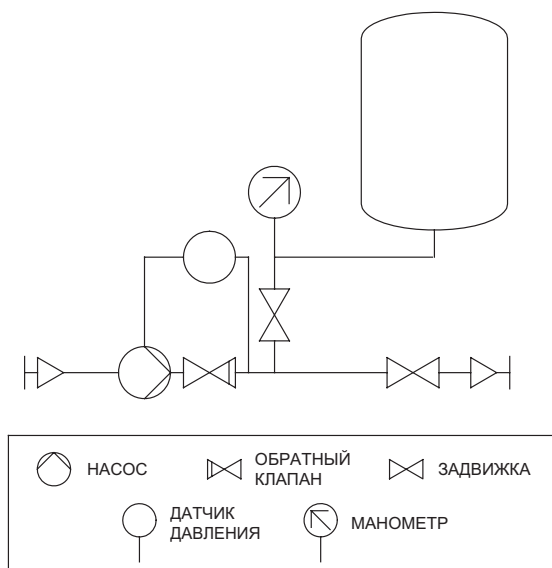 НАСОС
ОБРАТНЫЙ
КЛАПАН
ЗАДВИЖКА
ДАТЧИК
ДАВЛЕНИЯ
МАНОМЕТР